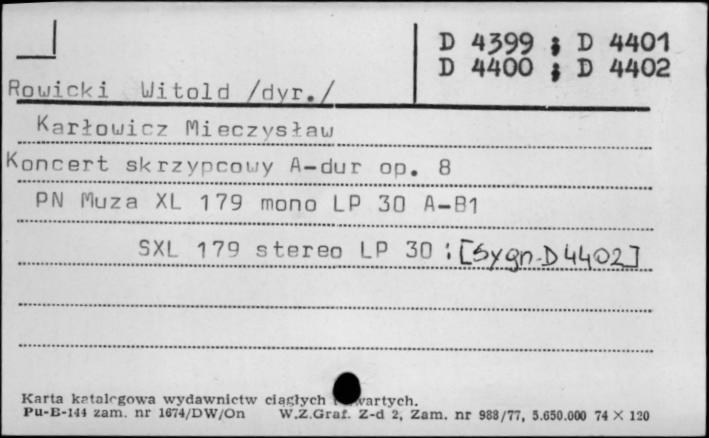 D 4399 ; D 4401
D 4400 ; D 4402
Rowicki Witold /dyr./
Karłowicz Mieczysław
Koncert skrzypcowy A-dur op. 8
PN Muza XL 179 mono LP 30 A-B1
SXL 179 stereo LP 30 : [Sygn. D 4402]
Karta katalogowa wydawnictw ciągłych wartych.
Pu-B-144 zam. nr 1674/DW/On W.Z.Graf. Z-d 2, Zam. nr 988/77, 5.650.000 74 × 120